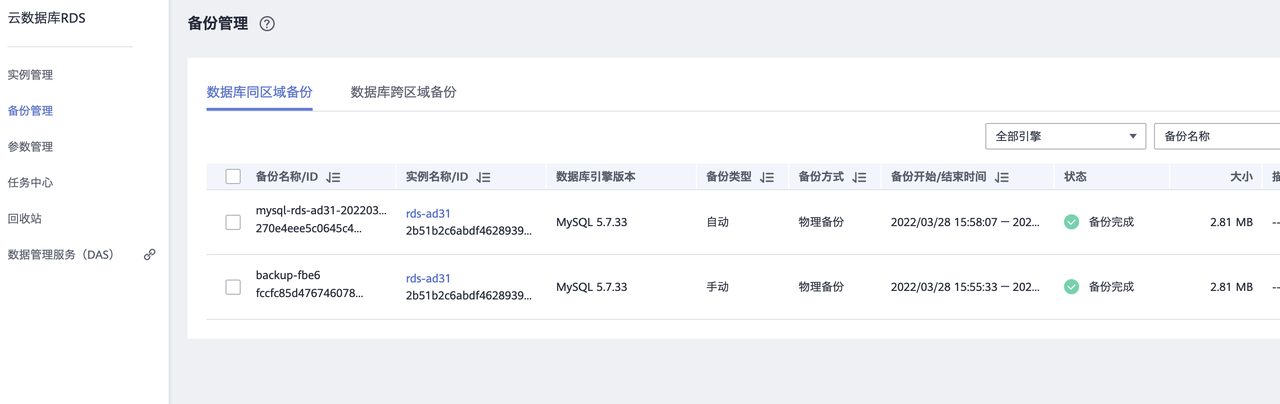 云数据库RDS
实例管理
备份管理
参数管理
任务中心
回收站
数据管理服务（DAS）
备份管理
数据库同区域备份 数据库跨区域备份
全部引擎 备份名称
备份名称/ID 实例名称/ID 数据库引擎版本 备份类型 备份方式 备份开始/结束时间 状态 大小
mysql-rds-ad31-202203...
270e4eee5c0645c4...
rds-ad31
2b51b2c6abdf4628939...
MySQL 5.7.33 自动 物理备份 2022/03/28 15:58:07 — 202... 备份完成 2.81 MB --
backup-fbe6
fccfc85d476746078...
rds-ad31
2b51b2c6abdf4628939...
MySQL 5.7.33 手动 物理备份 2022/03/28 15:55:33 — 202... 备份完成 2.81 MB --